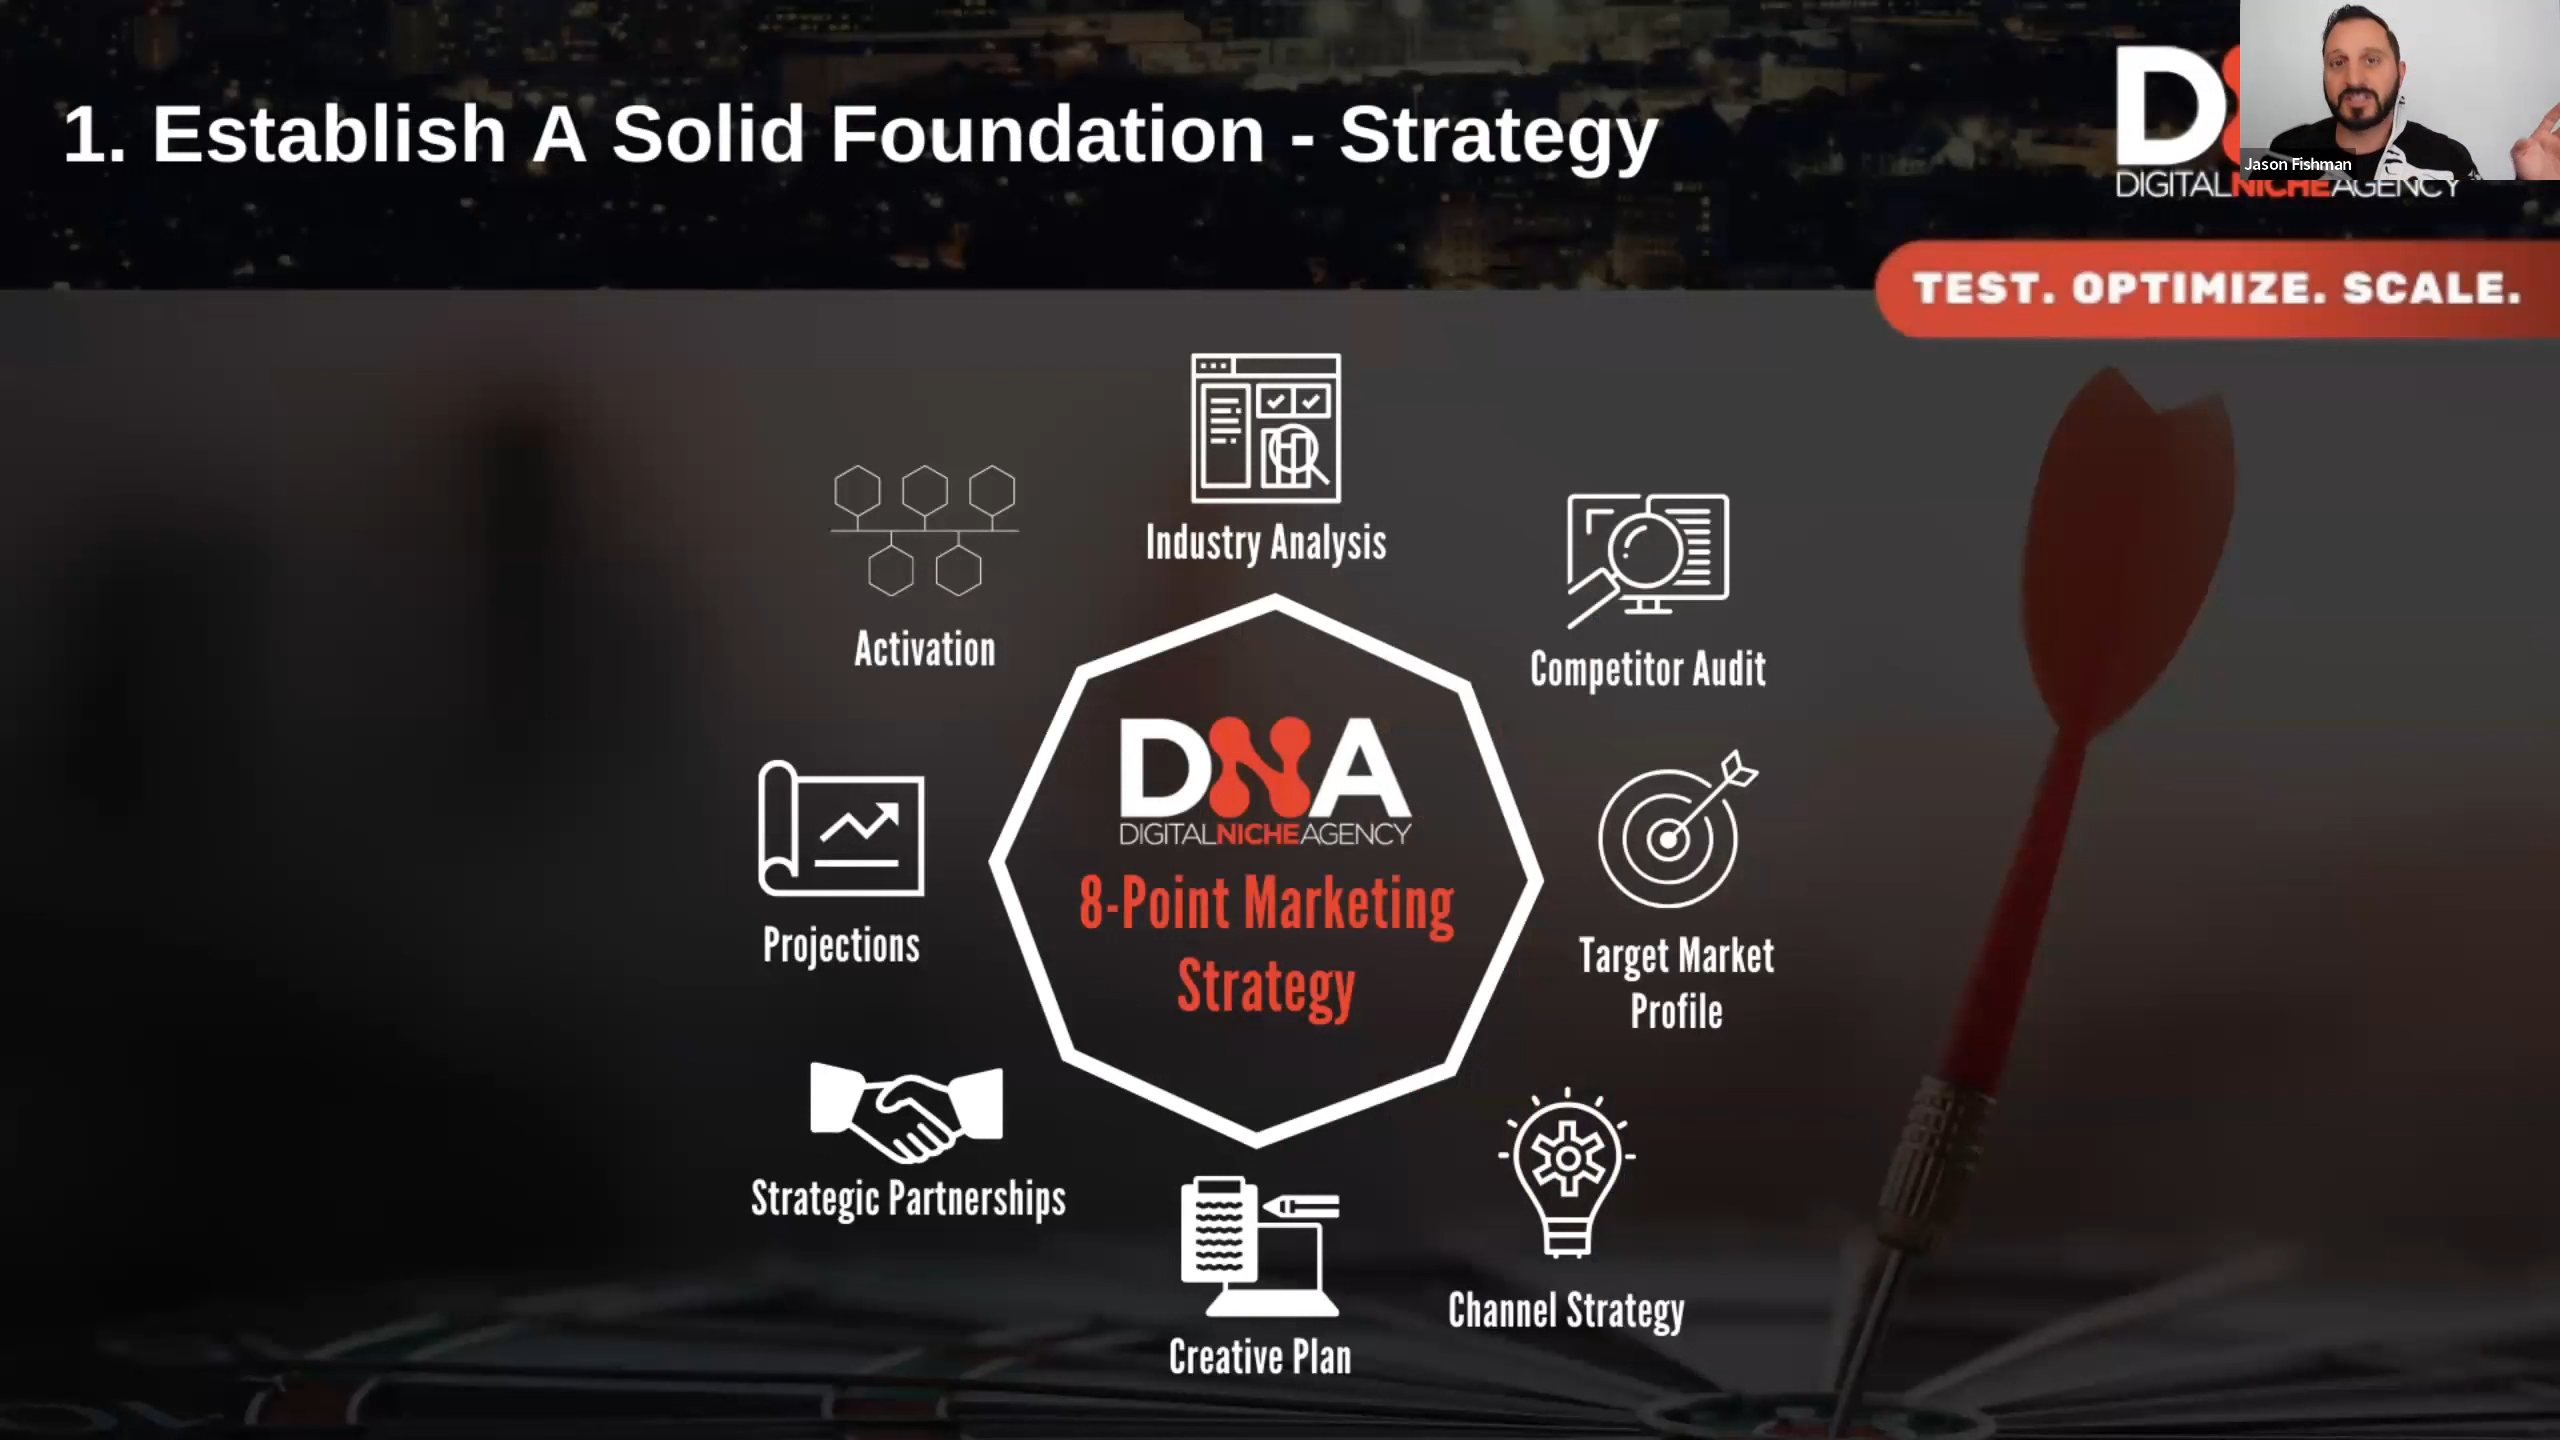 1. Establish A Solid Foundation - Strategy
Jason Fishman
DIGITALNICHEAGENCY
TEST. OPTIMIZE. SCALE.
Industry Analysis
Competitor Audit
Target Market
Profile
Channel Strategy
Creative Plan
Strategic Partnerships
Projections
Activation
DNA
DIGITALNICHEAGENCY
8-Point Marketing
Strategy